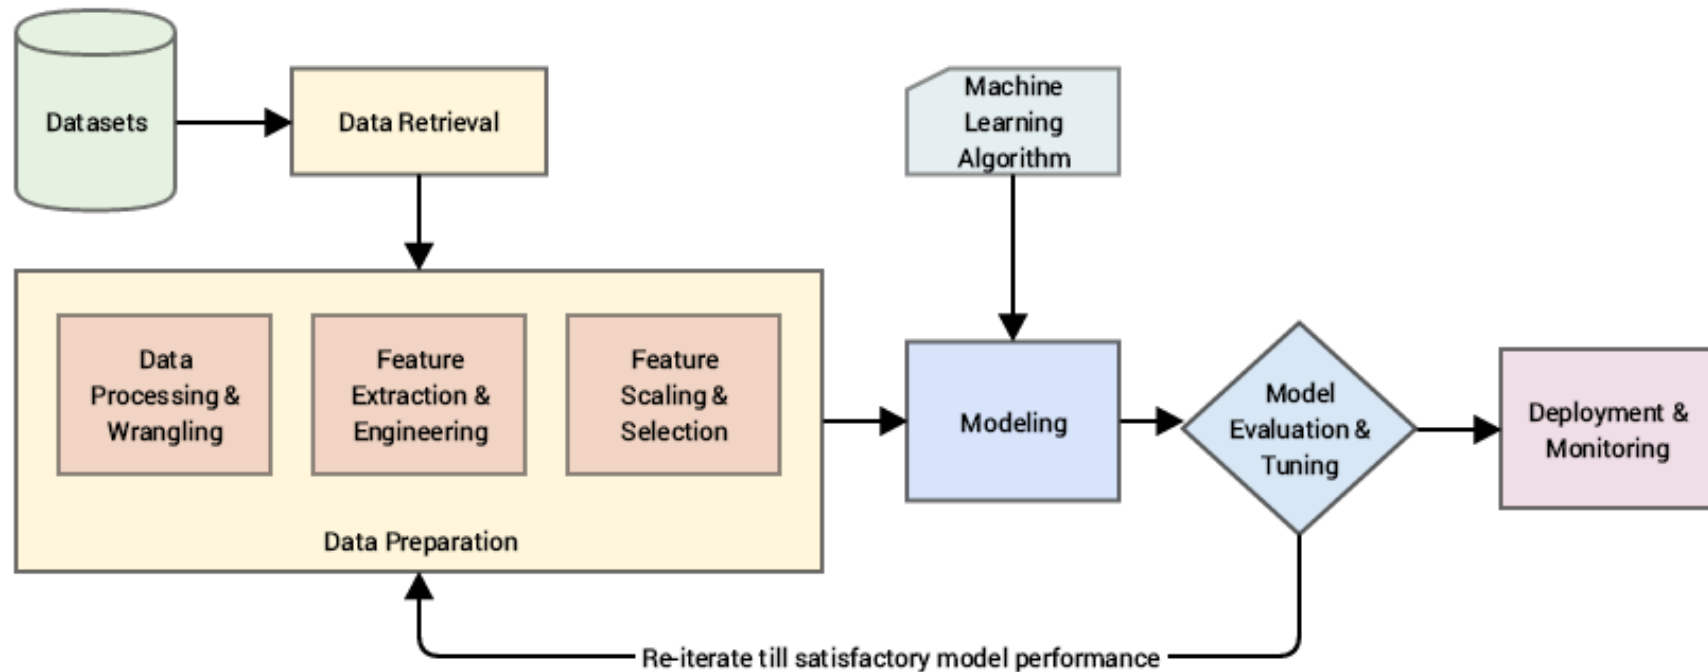 Datasets
Data Retrieval
Machine
Learning
Algorithm
Data
Processing &
Wrangling
Feature
Extraction &
Engineering
Feature
Scaling &
Selection
Data Preparation
Modeling
Model
Evaluation &
Tuning
Deployment &
Monitoring
Re-iterate till satisfactory model performance